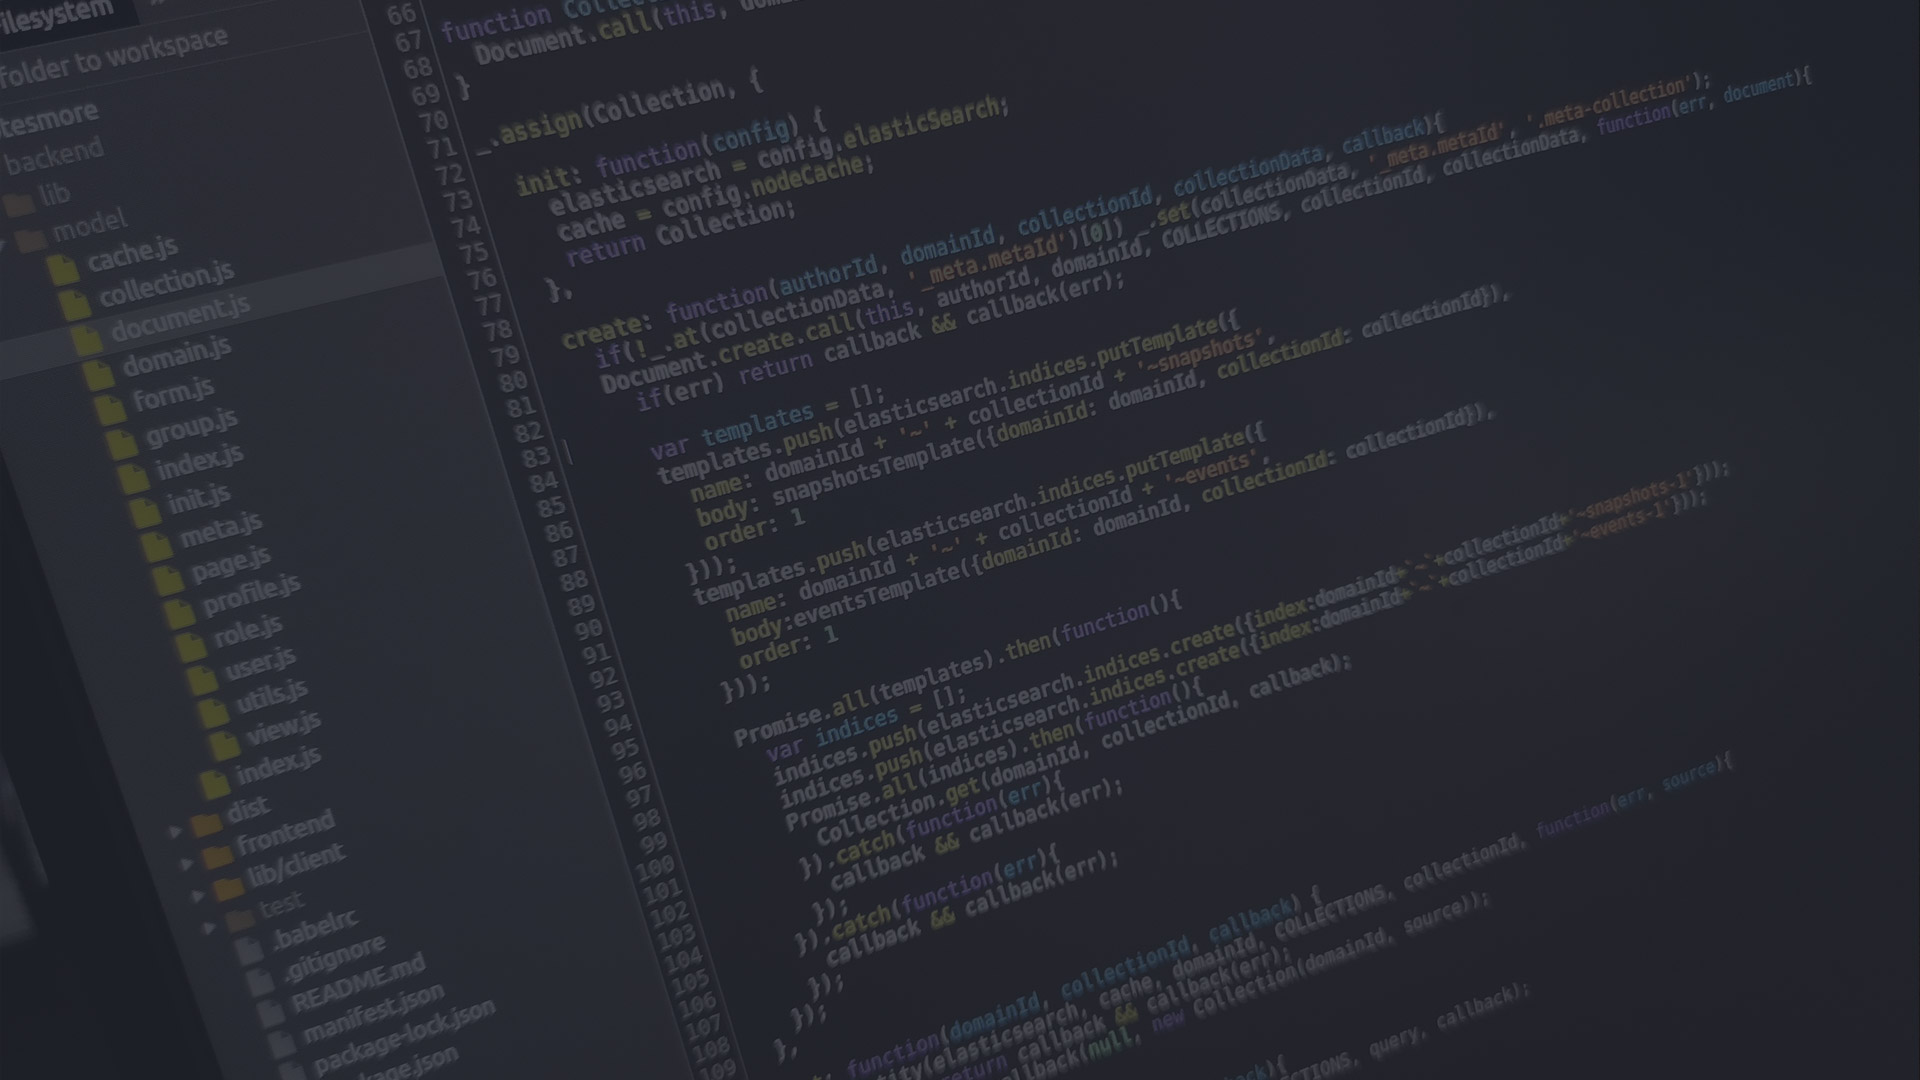 ilesystem
folder to workspace
tesmore
backend
lib
model
cache.js
collection.js
document.js
domain.js
form.js
group.js
index.js
init.js
meta.js
page.js
profile.js
role.js
user.js
utils.js
view.js
index.js
dist
frontend
lib/client
test
.babelrc
.gitignore
README.md
manifest.json
package-lock.json
kage.json
66
67 function Collec
68 Document.call(this, doma
69 }
70
71 _.assign(Collection, {
72
73 init: function(config) {
74 elasticsearch = config.elasticSearch;
75 cache = config.nodeCache;
76 return Collection;
77 },
78
79 create: function(authorId, domainId, collectionId, collectionData, callback){
80 if(!_.at(collectionData, '_meta.metaId')[0]) _.set(collectionData, '_meta.metaId', '.meta-collection');
81 Document.create.call(this, authorId, domainId, COLLECTIONS, collectionId, collectionData, function(err, document){
82 if(err) return callback && callback(err);
83
84 var templates = [];
85 templates.push(elasticsearch.indices.putTemplate({
86 name: domainId + '~' + collectionId + '~snapshots',
87 body: snapshotsTemplate({domainId: domainId, collectionId: collectionId}),
88 order: 1
89 }));
90 templates.push(elasticsearch.indices.putTemplate({
91 name: domainId + '~' + collectionId + '~events',
92 body:eventsTemplate({domainId: domainId, collectionId: collectionId}),
93 order: 1
94 }));
95
96 Promise.all(templates).then(function(){
97 var indices = [];
98 indices.push(elasticsearch.indices.create({index:domainId+'~'+collectionId+'~snapshots-1'}));
99 indices.push(elasticsearch.indices.create({index:domainId+'~'+collectionId+'~events-1'}));
100 Promise.all(indices).then(function(){
101 Collection.get(domainId, collectionId, callback);
102 }).catch(function(err){
103 callback && callback(err);
104 });
105 }).catch(function(err){
106 callback && callback(err);
107 });
108 });
109 },
function(domainId, collectionId, callback) {
tity(elasticsearch, cache, domainId, COLLECTIONS, collectionId, function(err, source){
return callback && callback(err);
llback(null, new Collection(domainId, source));
back){
CTIONS, query, callback);